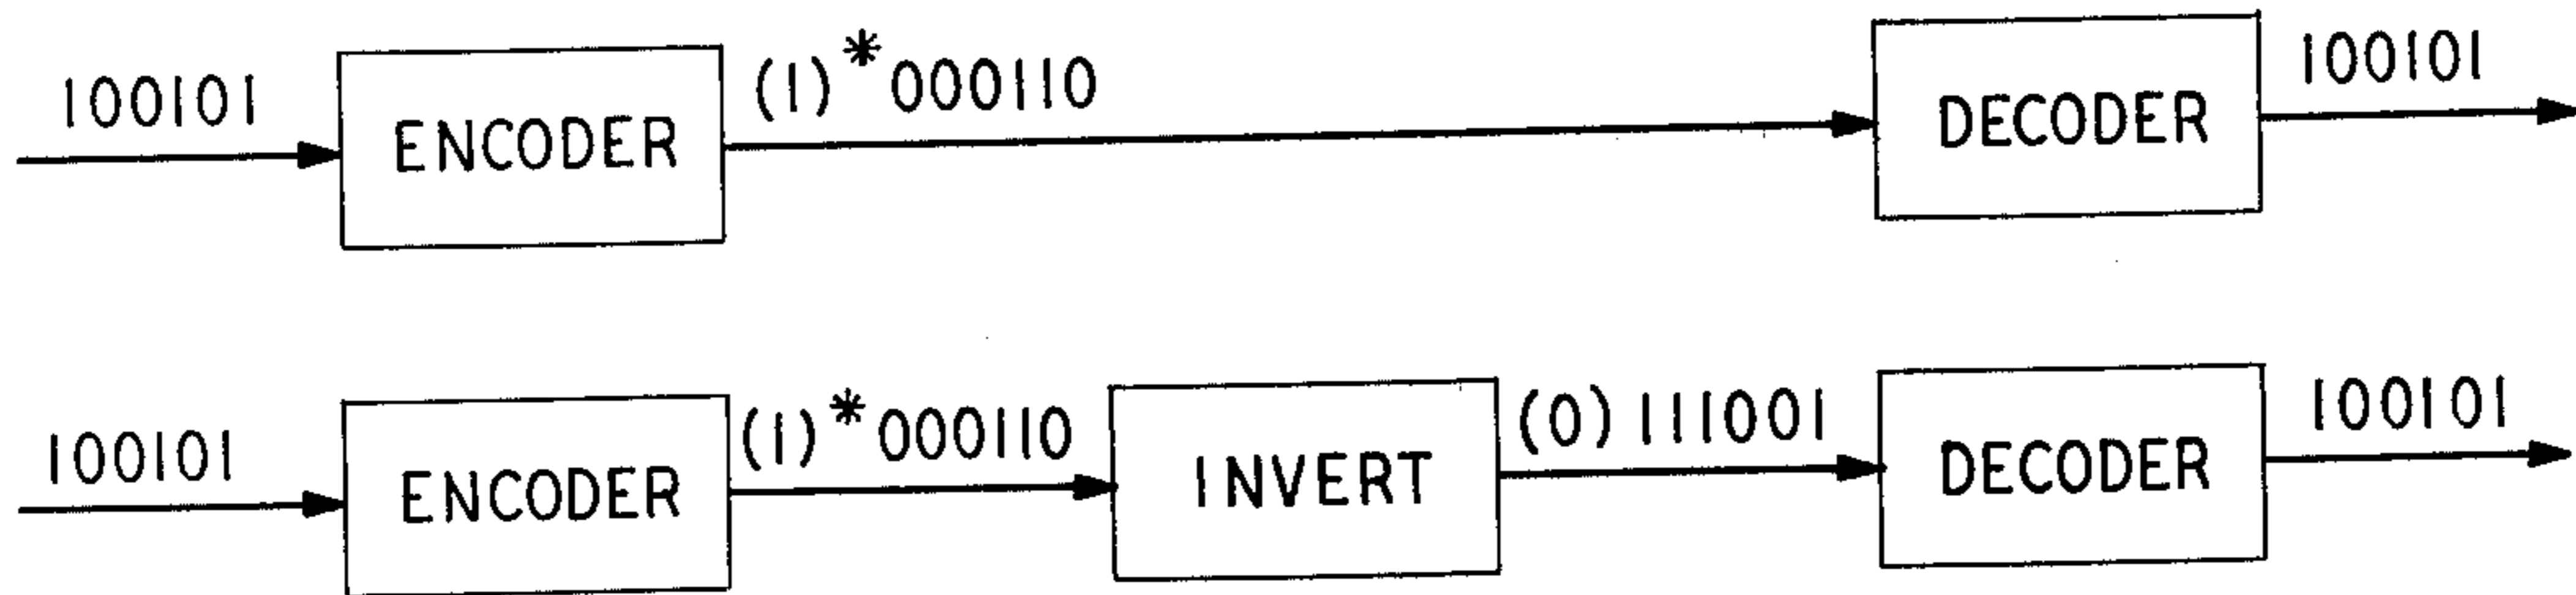 100101 ENCODER (1)*000110 DECODER 100101
100101 ENCODER (1)*000110 INVERT (0)111001 DECODER 100101